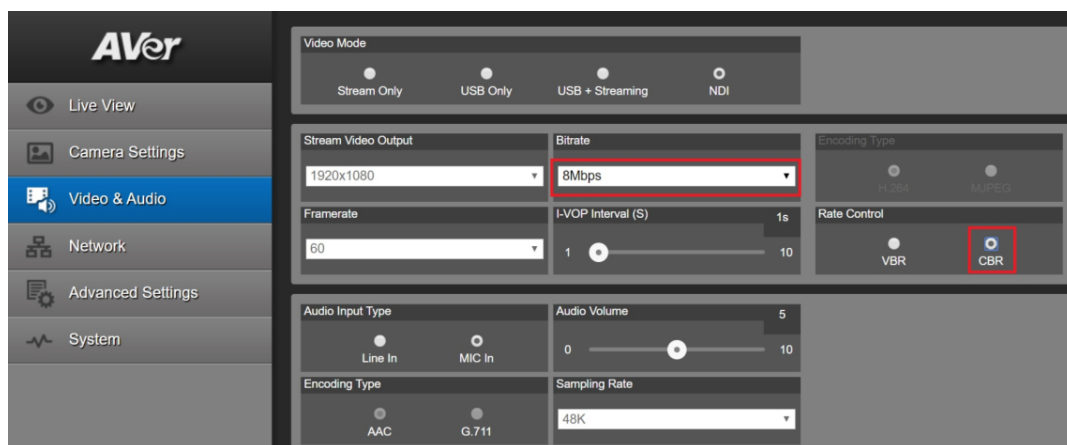 AVer
Live View
Camera Settings
Video & Audio
Network
Advanced Settings
System
Video Mode
Stream Only USB Only USB + Streaming NDI
Stream Video Output
1920x1080
Bitrate
8Mbps
Encoding Type
H.264 MJPEG
Framerate
60
I-VOP Interval (S) 1s
1 10
Rate Control
VBR CBR
Audio Input Type
Line In MIC In
Audio Volume 5
0 10
Encoding Type
AAC G.711
Sampling Rate
48K